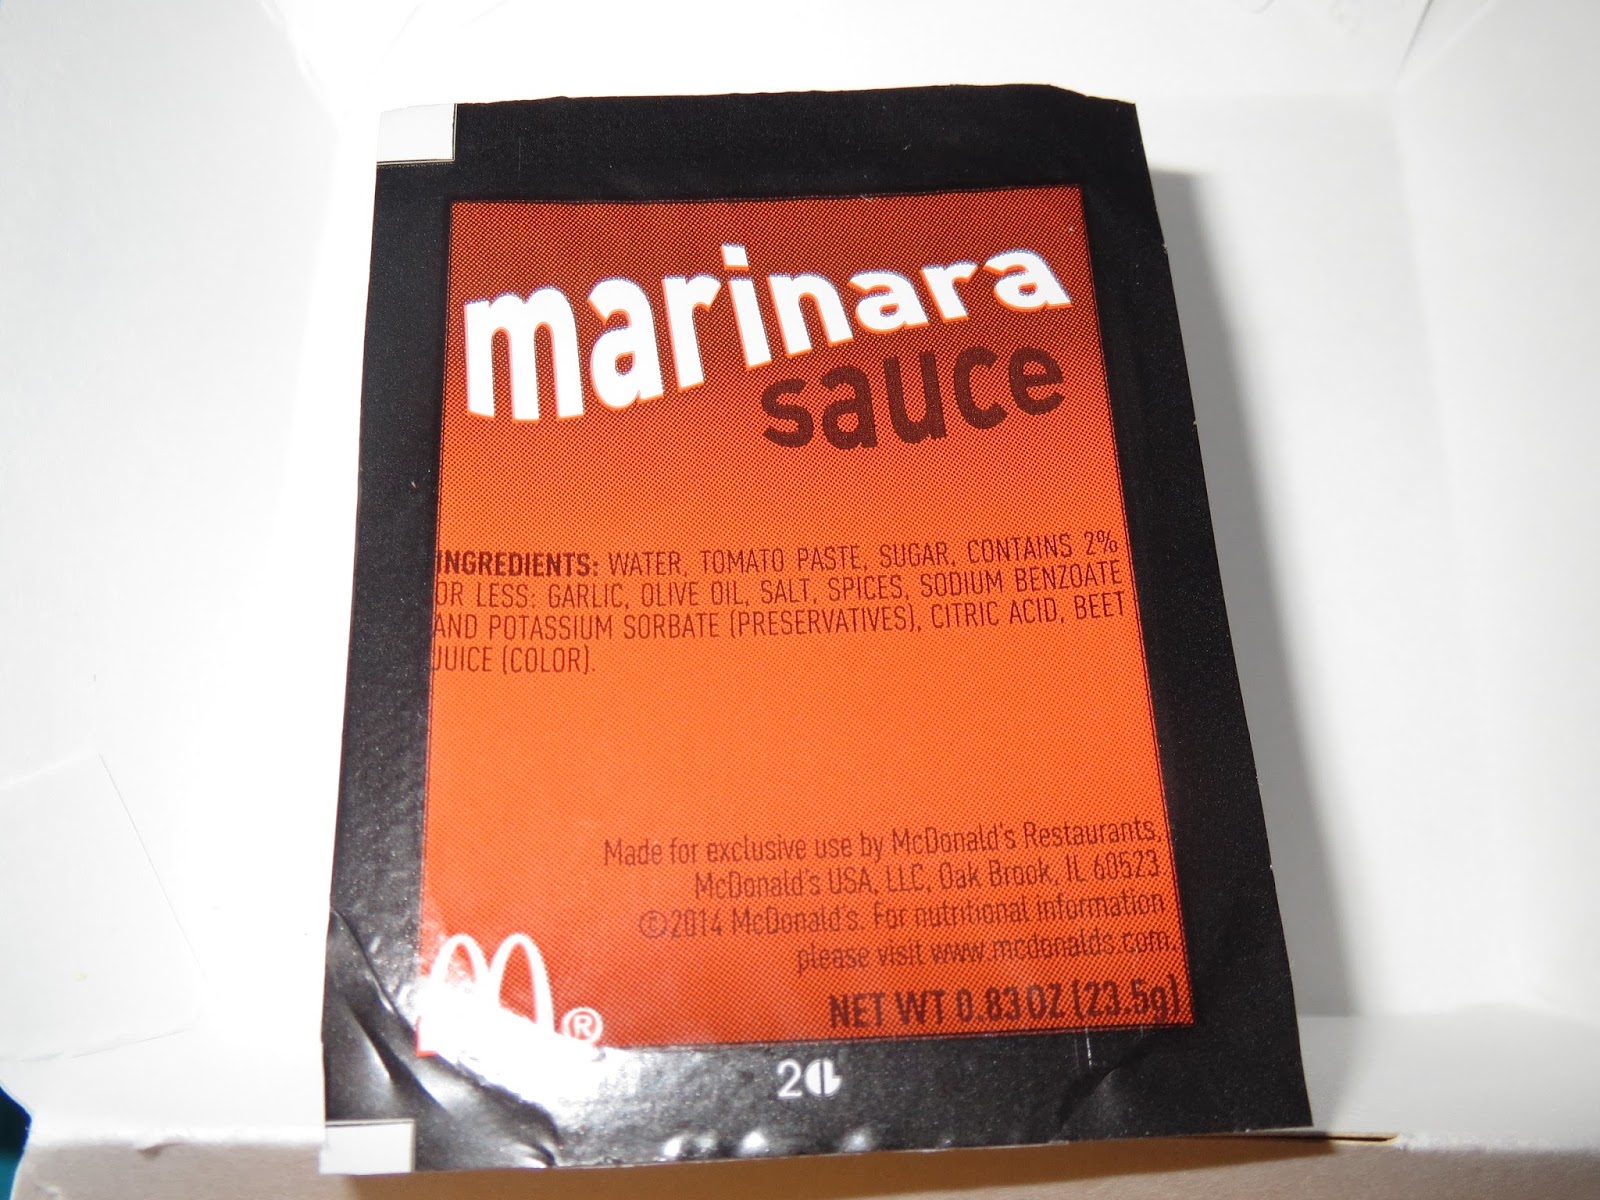 marinara
sauce
INGREDIENTS: WATER, TOMATO PASTE, SUGAR, CONTAINS 2%
OR LESS: GARLIC, OLIVE OIL, SALT, SPICES, SODIUM BENZOATE
AND POTASSIUM SORBATE (PRESERVATIVES), CITRIC ACID, BEET
JUICE (COLOR).
Made for exclusive use by McDonald's Restaurants,
McDonald's USA, LLC, Oak Brook, IL 60523
©2014 McDonald's. For nutritional information
please visit www.mcdonalds.com.
NET WT 0.83OZ (23.5g)
®
2